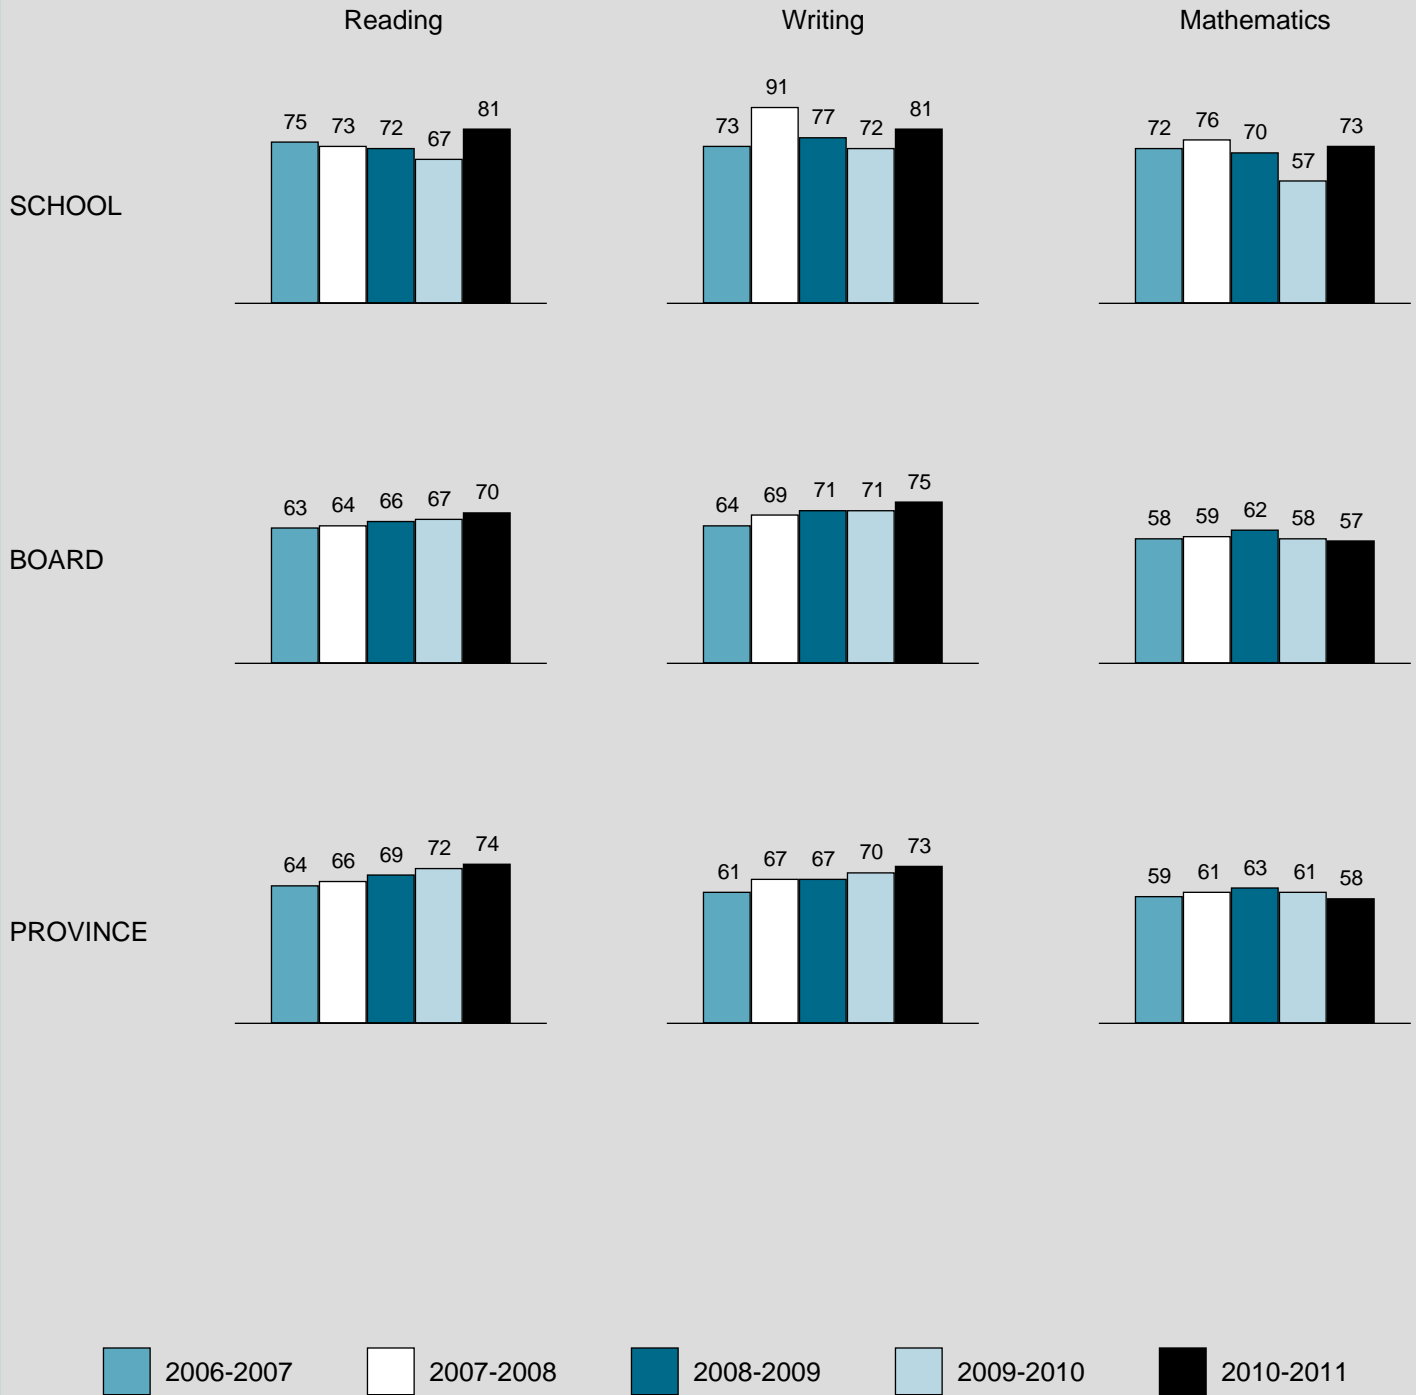 Reading Writing Mathematics
SCHOOL
75 73 72 67 81
73 91 77 72 81
72 76 70 57 73
BOARD
63 64 66 67 70
64 69 71 71 75
58 59 62 58 57
PROVINCE
64 66 69 72 74
61 67 67 70 73
59 61 63 61 58
2006-2007 2007-2008 2008-2009 2009-2010 2010-2011